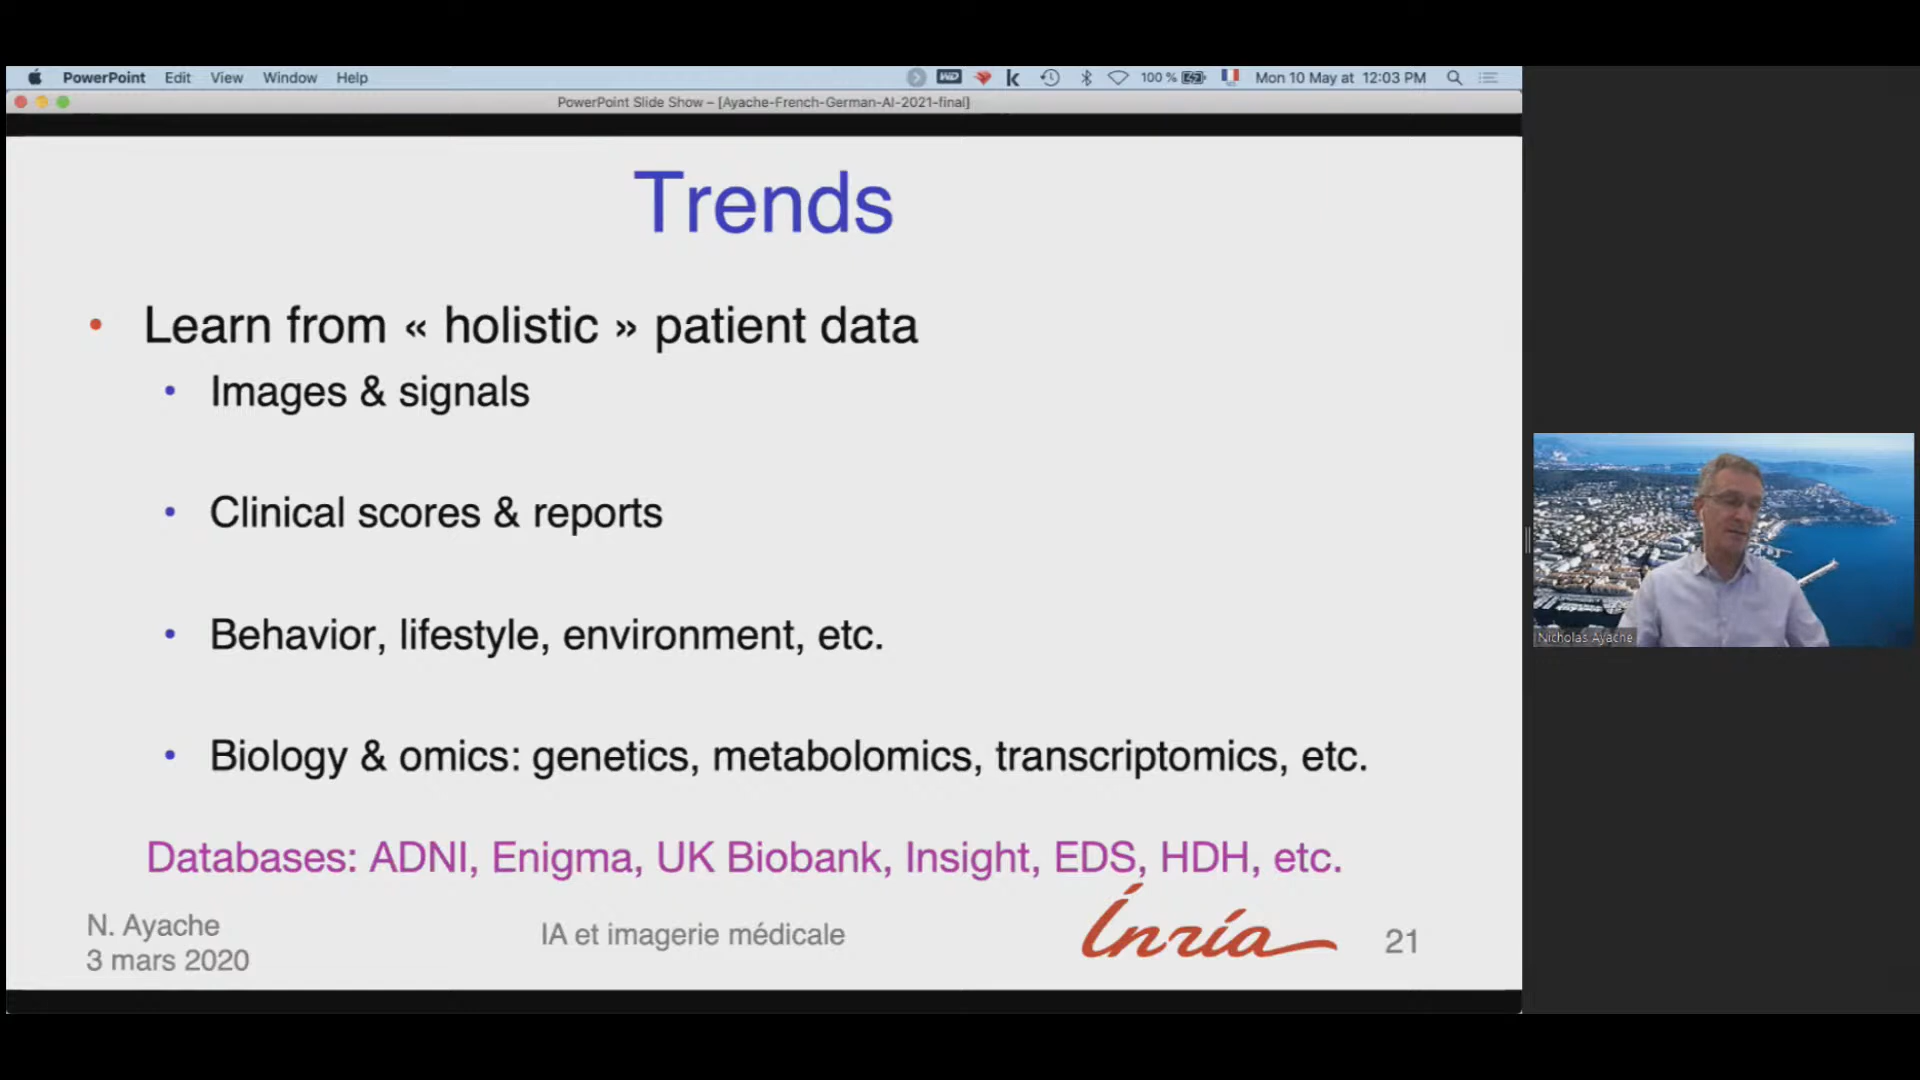 PowerPoint Edit View Window Help WD k 100 % Mon 10 May at 12:03 PM
PowerPoint Slide Show – [Ayache-French-German-AI-2021-final]
Trends
• Learn from « holistic » patient data
• Images & signals
• Clinical scores & reports
• Behavior, lifestyle, environment, etc.
• Biology & omics: genetics, metabolomics, transcriptomics, etc.
Databases: ADNI, Enigma, UK Biobank, Insight, EDS, HDH, etc.
N. Ayache
3 mars 2020
IA et imagerie médicale
Inria
21
Nicholas Ayache